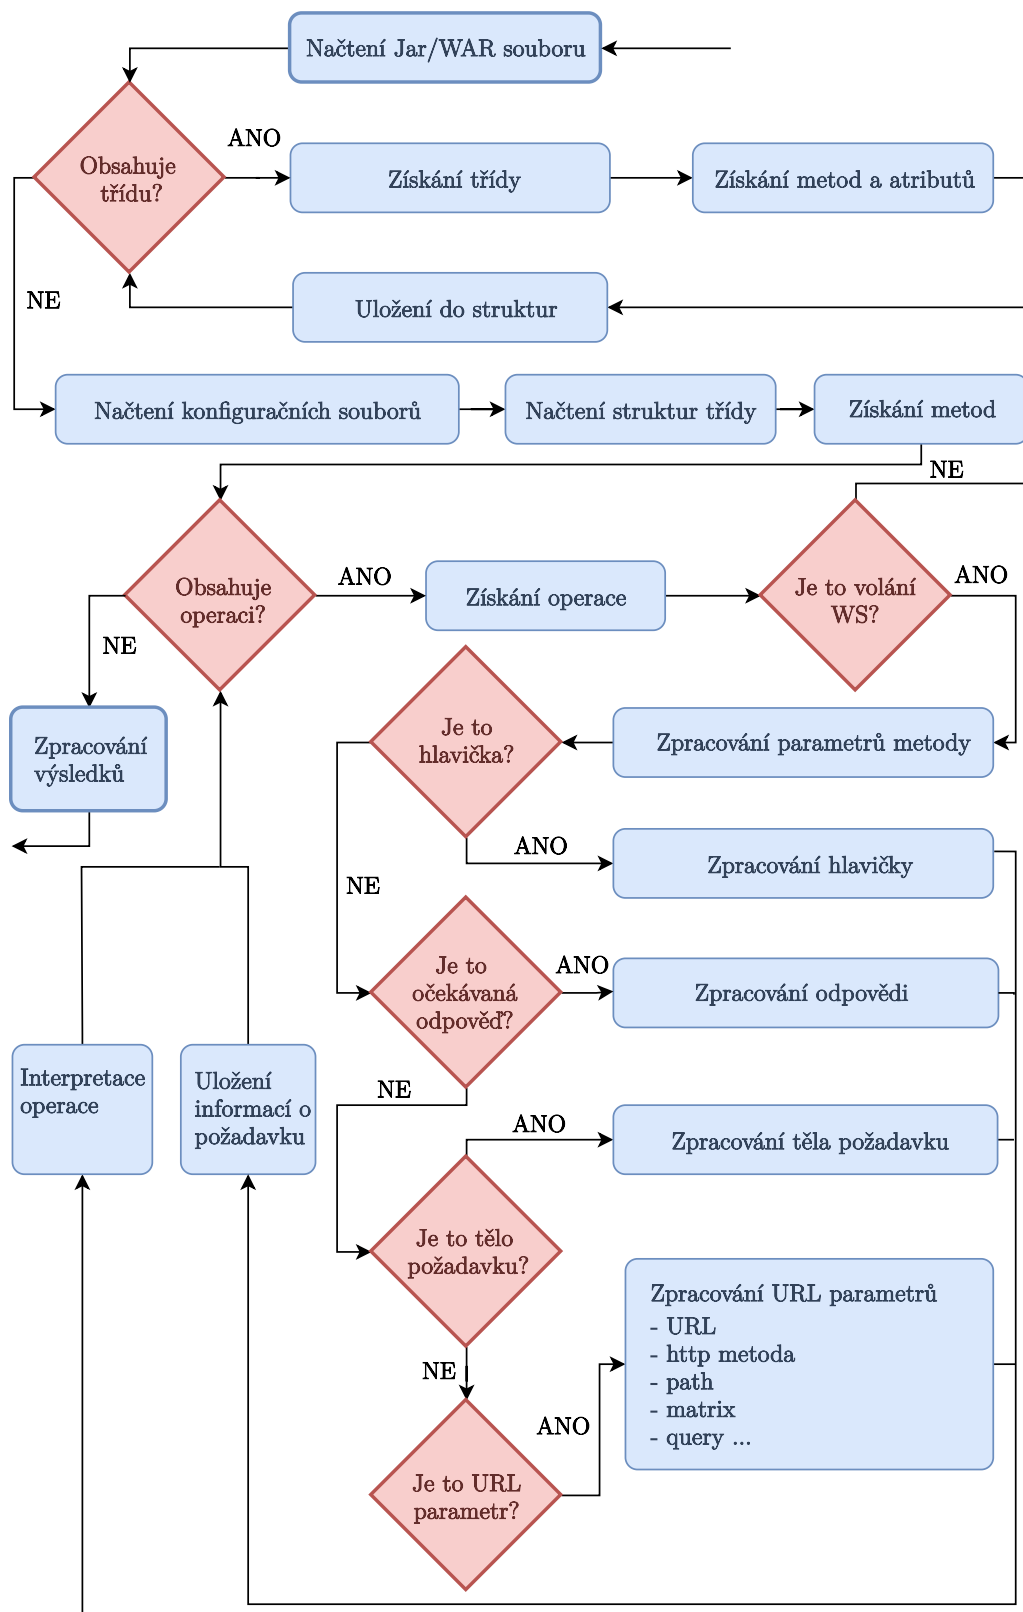 Načtení Jar/WAR souboru
ANO
Obsahuje
třídu?
Získání třídy
Získání metod a atributů
NE
Uložení do struktur
Načtení konfiguračních souborů
Načtení struktur třídy
Získání metod
NE
ANO
ANO
Obsahuje
operaci?
Získání operace
Je to volání
WS?
NE
Zpracování
výsledků
Je to
hlavička?
Zpracování parametrů metody
ANO
Zpracování hlavičky
NE
ANO
Je to
očekávaná
odpověď?
Zpracování odpovědi
Interpretace
operace
Uložení
informací o
požadavku
NE
ANO
Zpracování těla požadavku
Je to tělo
požadavku?
Zpracování URL parametrů
- URL
- http metoda
- path
- matrix
- query ...
NE
ANO
Je to URL
parametr?